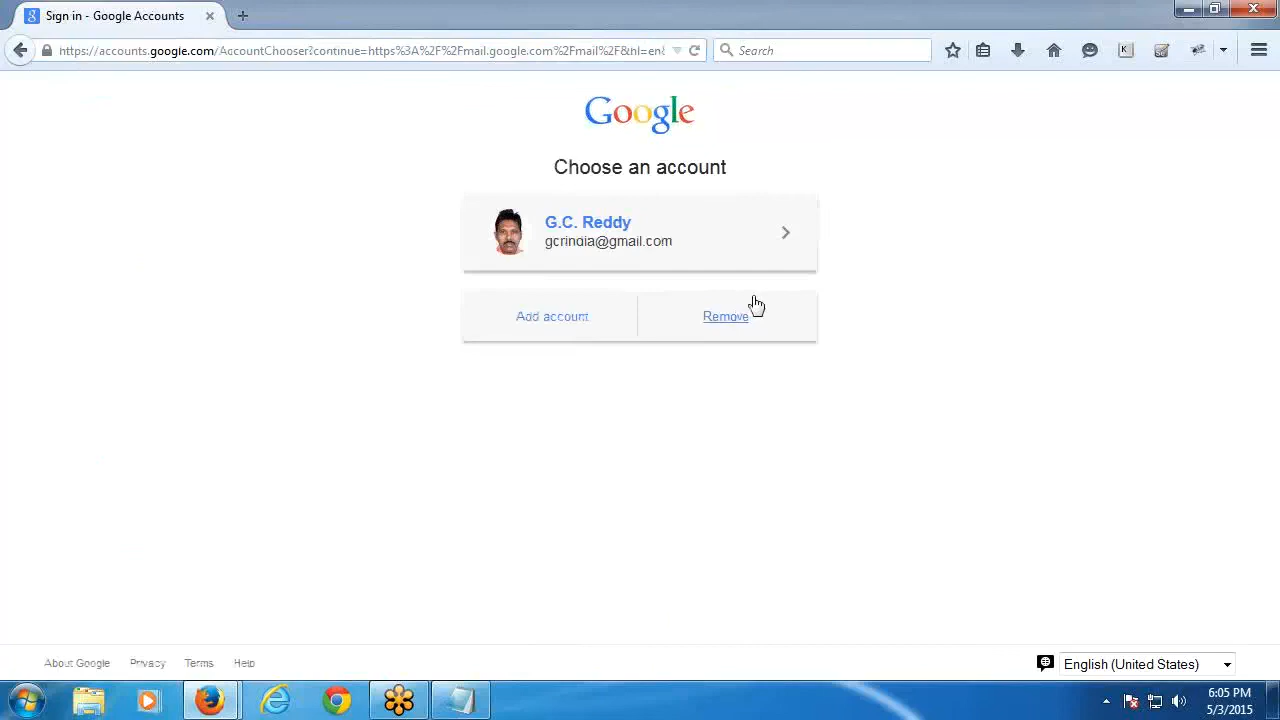 Sign in - Google Accounts
https://accounts.google.com/AccountChooser?continue=https%3A%2F%2Fmail.google.com%2Fmail%2F&hl=en&
Search
Google
Choose an account
G.C. Reddy
gcrindia@gmail.com
Add account
Remove
About Google Privacy Terms Help
English (United States)
6:05 PM
5/3/2015